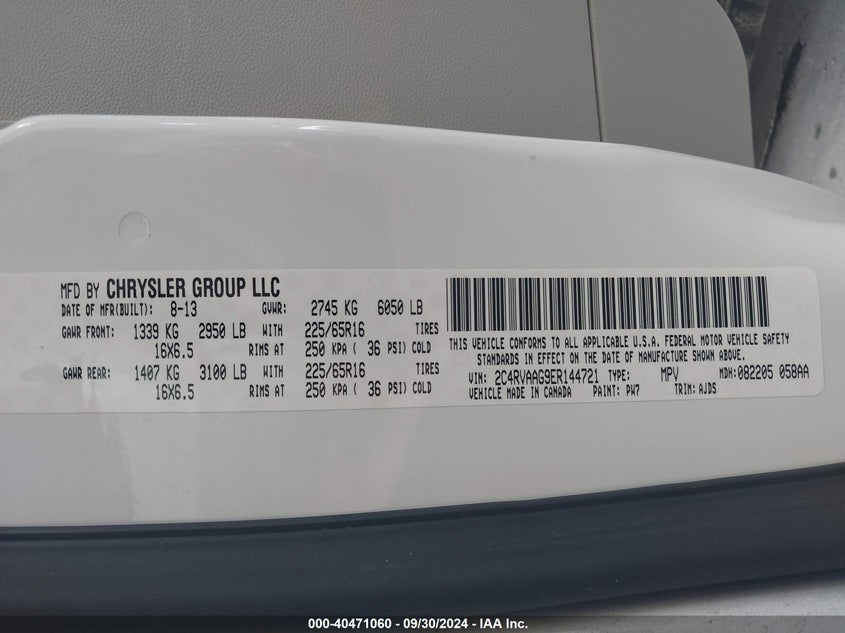 MFD BY CHRYSLER GROUP LLC
DATE OF MFR(BUILT): 8-13 GVWR: 2745 KG 6050 LB
GAWR FRONT: 1339 KG 2950 LB WITH 225/65R16 TIRES
16X6.5 RIMS AT 250 KPA ( 36 PSI) COLD
GAWR REAR: 1407 KG 3100 LB WITH 225/65R16 TIRES
16X6.5 RIMS AT 250 KPA ( 36 PSI) COLD
THIS VEHICLE CONFORMS TO ALL APPLICABLE U.S.A. FEDERAL MOTOR VEHICLE SAFETY
STANDARDS IN EFFECT ON THE DATE OF MANUFACTURE SHOWN ABOVE.
VIN: 2C4RVAAG9ER144721 TYPE: MPV MDH: 082205 058AA
VEHICLE MADE IN CANADA PAINT: PW7 TRIM: AJDS
000-40471060 - 09/30/2024 - IAA Inc.